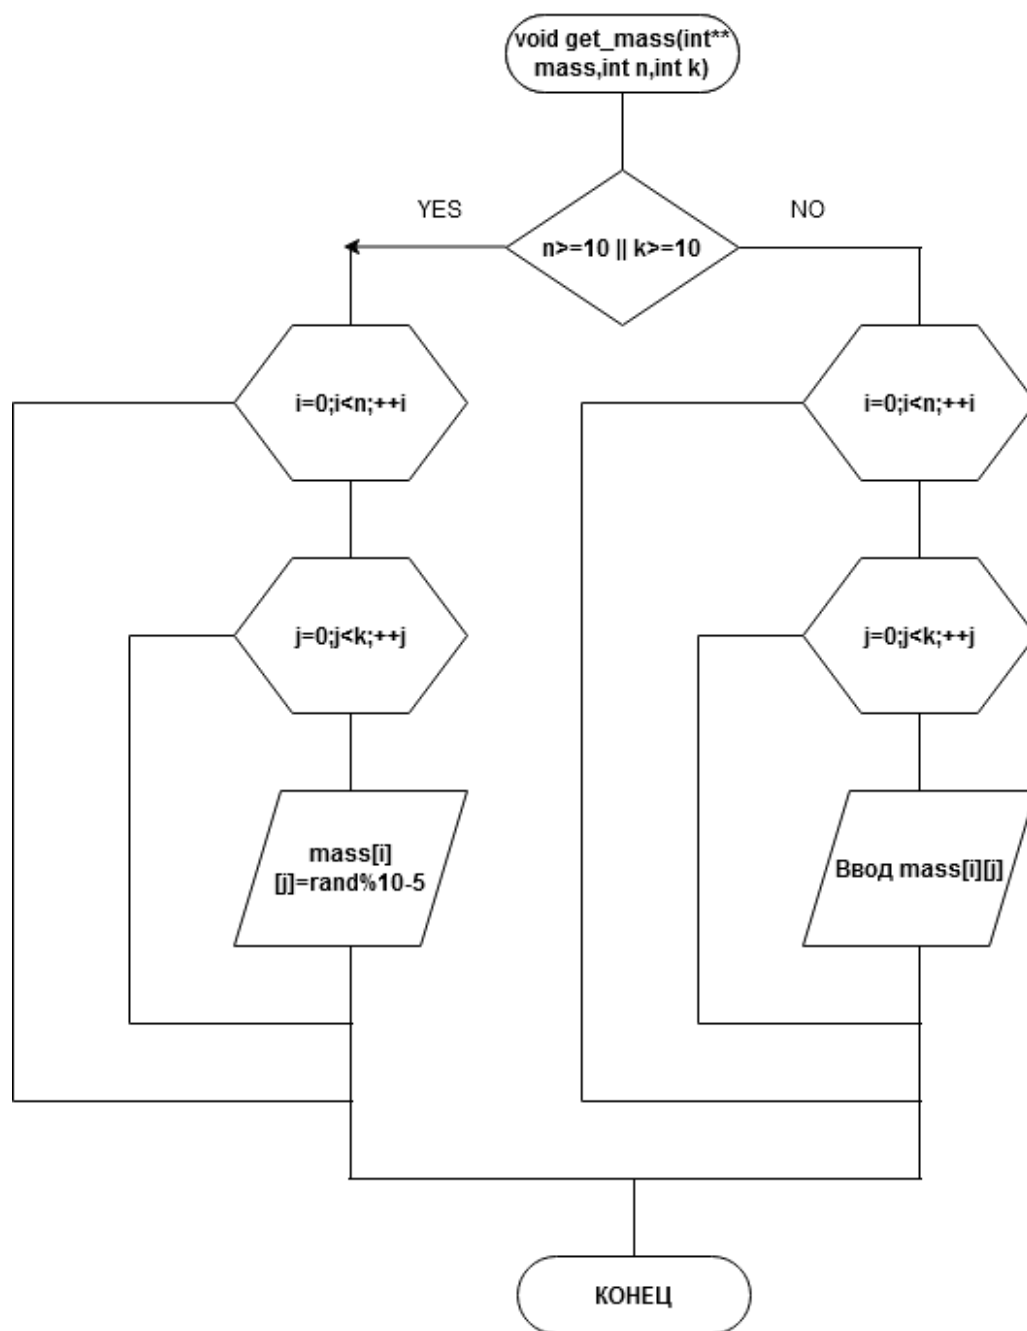 void get_mass(int**
mass,int n,int k)
YES
NO
n>=10 || k>=10
i=0;i<n;++i
i=0;i<n;++i
j=0;j<k;++j
j=0;j<k;++j
mass[i]
[j]=rand%10-5
Ввод mass[i][j]
КОНЕЦ